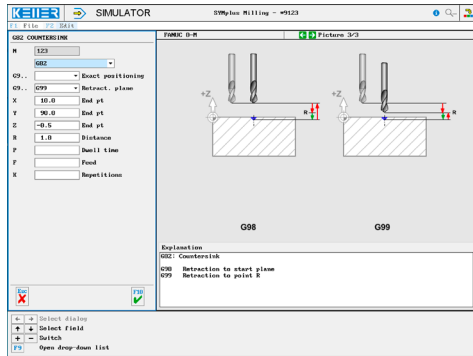 KELLER SIMULATOR SYMplus Milling - =9123
F1 File F2 Edit
G82 COUNTERSINK
FANUC 0-M
Picture 3/3
N 123
G82
G9.. Exact positioning
G9.. G99 Retract. plane
X 10.0 End pt
Y 90.0 End pt
Z -0.5 End pt
R 1.0 Distance
P Dwell time
F Feed
K Repetitions
+Z R
+Z R
G98 G99
Explanation
G82: Countersink
G98 Retraction to start plane
G99 Retraction to point R
Esc F10
← → Select dialog
↑ ↓ Select field
+ - Switch
F9 Open drop-down list